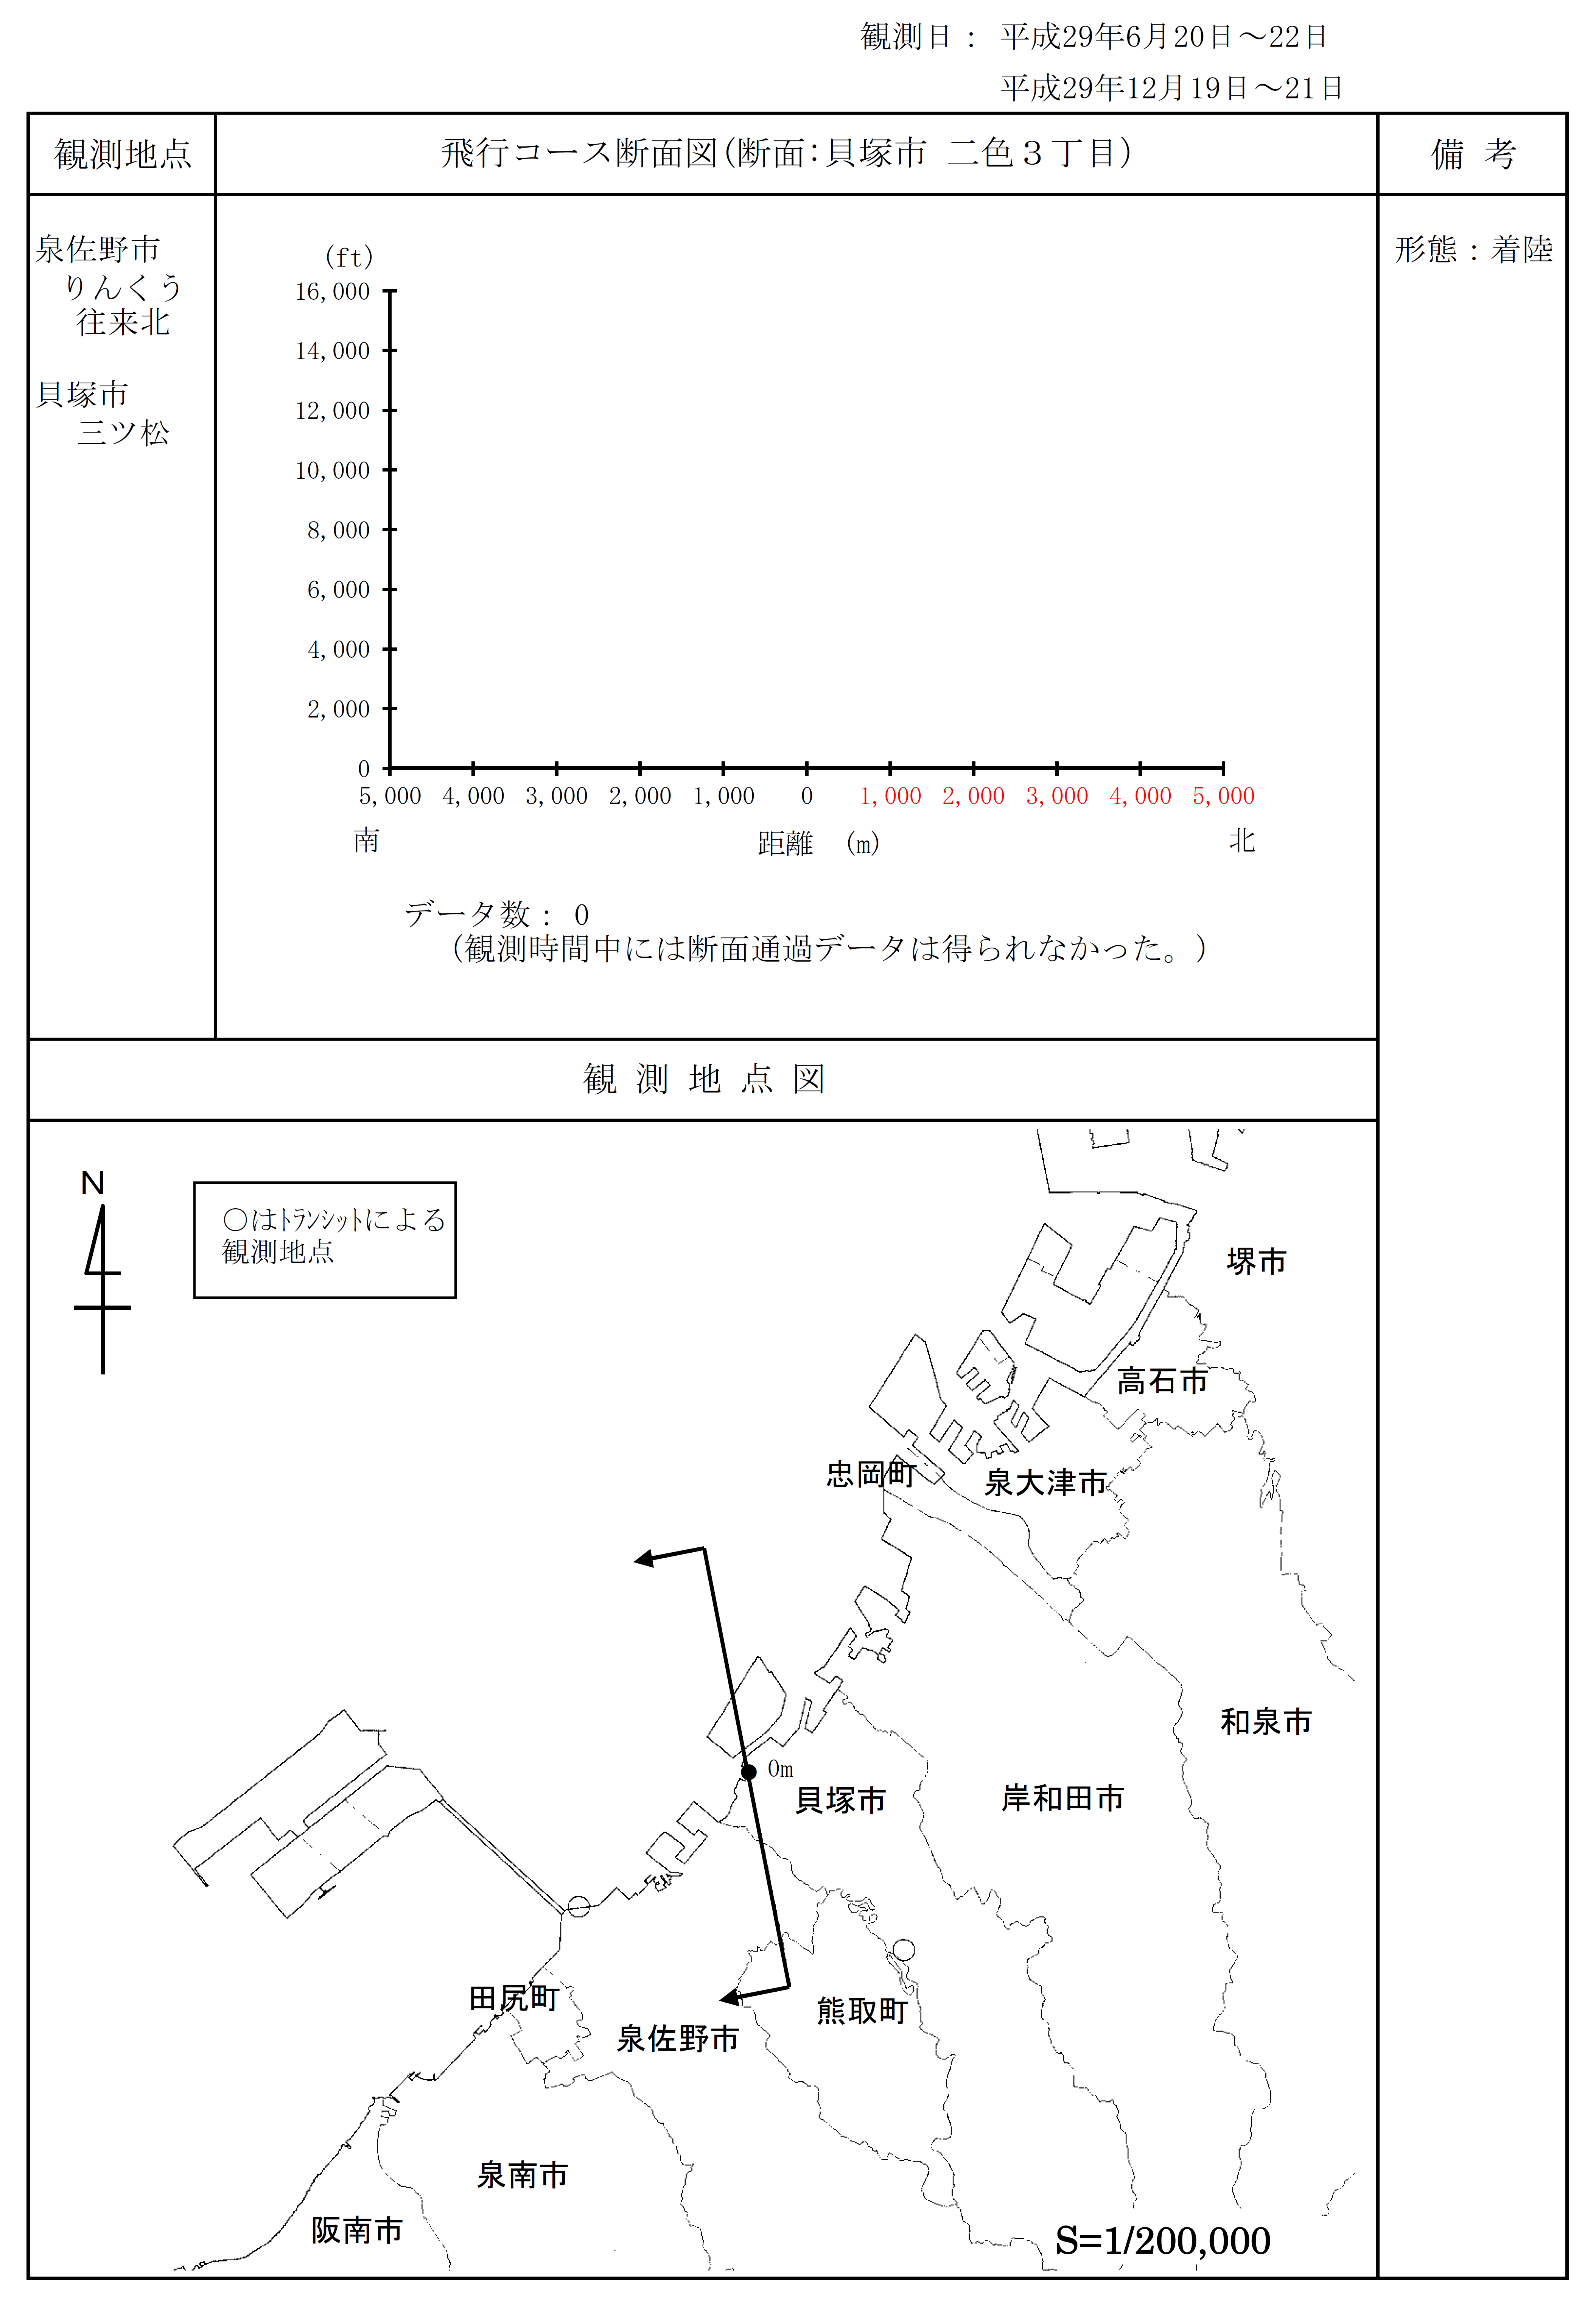 観測日： 平成29年6月20日～22日
平成29年12月19日～21日
観測地点
飛行コース断面図(断面：貝塚市 二色３丁目)
備 考
泉佐野市
りんくう
往来北
貝塚市
三ツ松
形態：着陸
(ft)
16,000
14,000
12,000
10,000
8,000
6,000
4,000
2,000
0
5,000 4,000 3,000 2,000 1,000 0 1,000 2,000 3,000 4,000 5,000
南 距離 (m) 北
データ数： 0
（観測時間中には断面通過データは得られなかった。）
観 測 地 点 図
N
○はﾄﾗﾝｼｯﾄによる
観測地点
堺市
高石市
忠岡町
泉大津市
和泉市
0m
貝塚市
岸和田市
田尻町
熊取町
泉佐野市
泉南市
阪南市
S=1/200,000